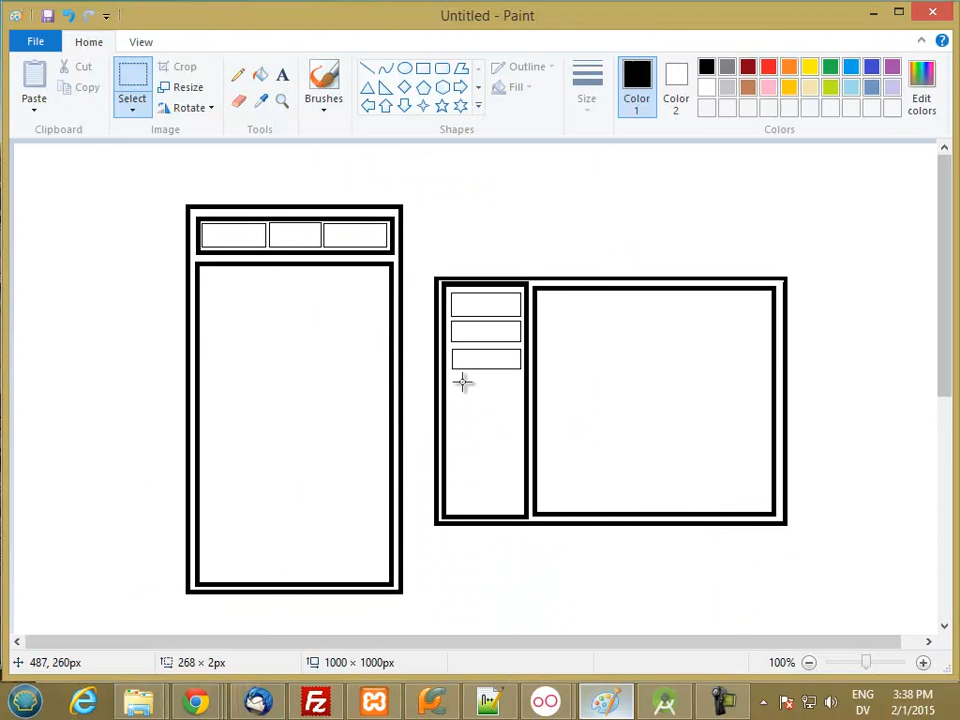 Untitled - Paint
File Home View
Paste Cut Copy
Clipboard
Select Crop Resize Rotate
Image
A
Tools
Brushes
Outline Fill
Shapes
Size
Color 1
Color 2
Edit colors
Colors
487, 260px 268 × 2px 1000 × 1000px 100%
ENG 3:38 PM
DV 2/1/2015